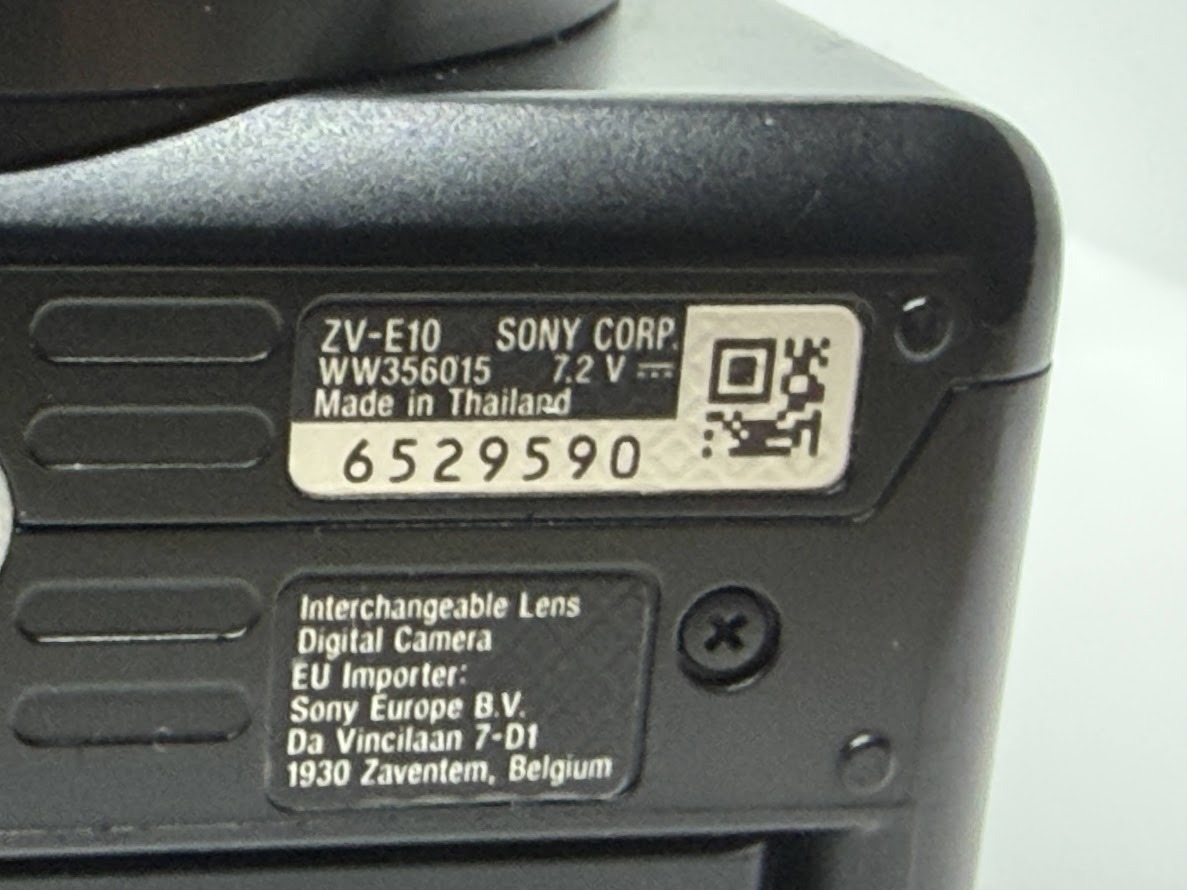 ZV-E10 SONY CORP.
WW356015 7.2 V ⎓
Made in Thailand
6529590
Interchangeable Lens
Digital Camera
EU Importer:
Sony Europe B.V.
Da Vincilaan 7-D1
1930 Zaventem, Belgium